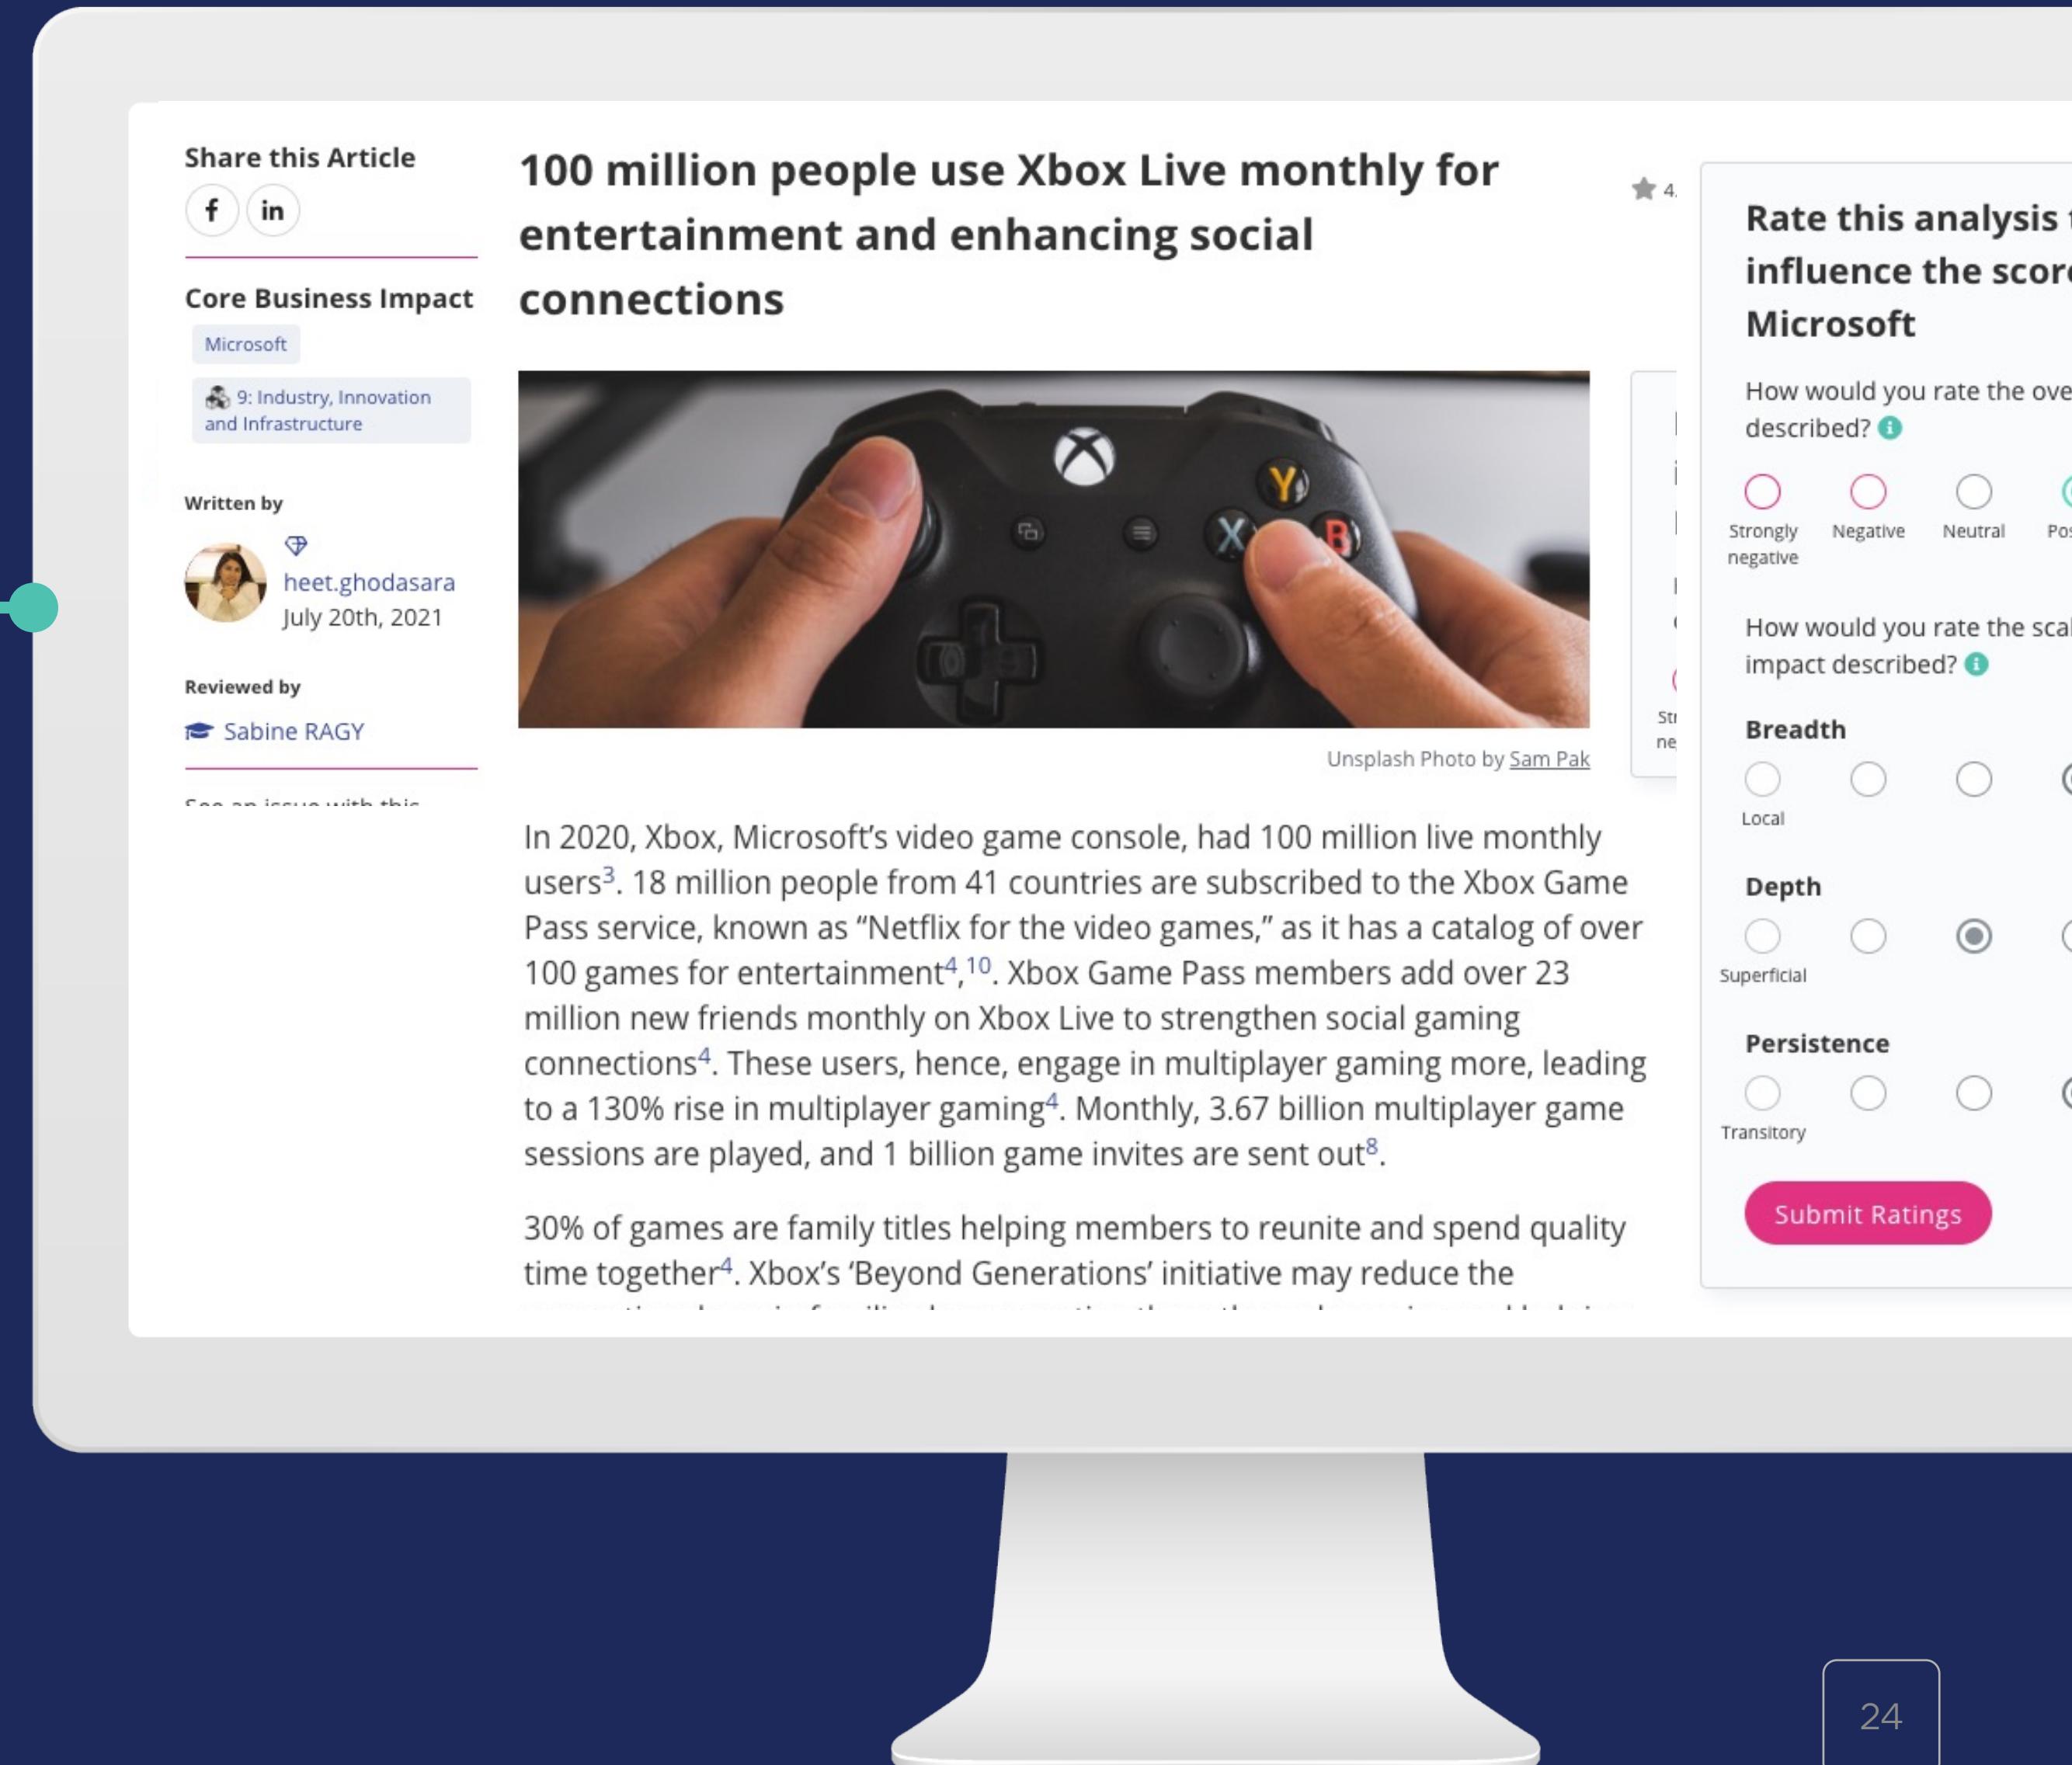 Share this Article
f in
Core Business Impact
Microsoft
9: Industry, Innovation
and Infrastructure
Written by
heet.ghodasara
July 20th, 2021
Reviewed by
Sabine RAGY
See an issue with this
100 million people use Xbox Live monthly for
entertainment and enhancing social
connections
4.
Y
X B
Unsplash Photo by Sam Pak
In 2020, Xbox, Microsoft’s video game console, had 100 million live monthly
users3. 18 million people from 41 countries are subscribed to the Xbox Game
Pass service, known as “Netflix for the video games,” as it has a catalog of over
100 games for entertainment4,10. Xbox Game Pass members add over 23
million new friends monthly on Xbox Live to strengthen social gaming
connections4. These users, hence, engage in multiplayer gaming more, leading
to a 130% rise in multiplayer gaming4. Monthly, 3.67 billion multiplayer game
sessions are played, and 1 billion game invites are sent out8.
30% of games are family titles helping members to reunite and spend quality
time together4. Xbox’s ‘Beyond Generations’ initiative may reduce the
Rate this analysis
influence the
Microsoft
How would you rate the
described?
Strongly
negative
Negative
Neutral
How would you rate the
impact described?
Breadth
Local
Depth
Superficial
Persistence
Transitory
Submit Ratings
24